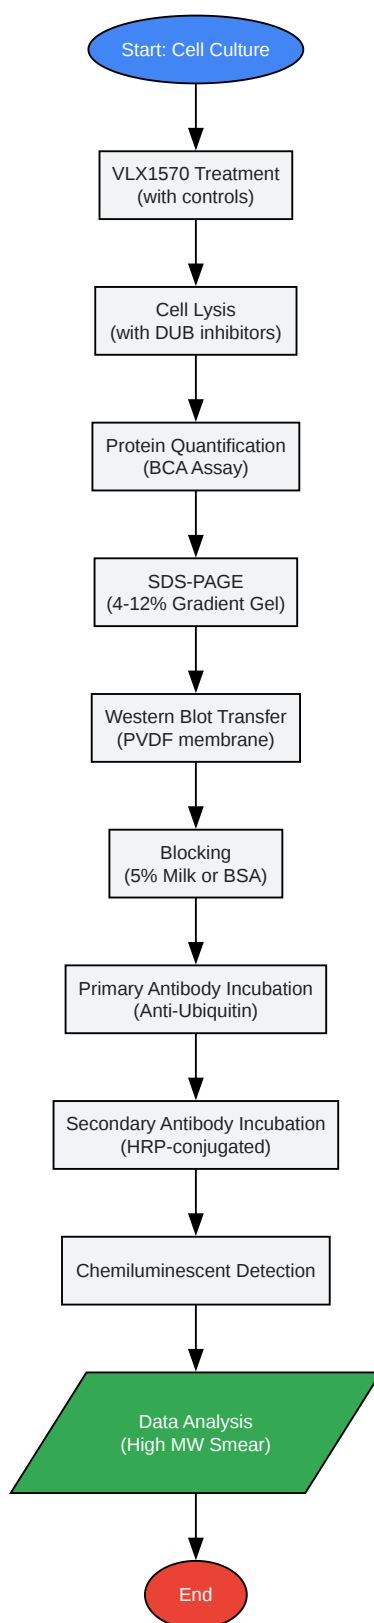 Start: Cell Culture
VLX1570 Treatment
(with controls)
Cell Lysis
(with DUB inhibitors)
Protein Quantification
(BCA Assay)
SDS-PAGE
(4-12% Gradient Gel)
Western Blot Transfer
(PVDF membrane)
Blocking
(5% Milk or BSA)
Primary Antibody Incubation
(Anti-Ubiquitin)
Secondary Antibody Incubation
(HRP-conjugated)
Chemiluminescent Detection
Data Analysis
(High MW Smear)
End